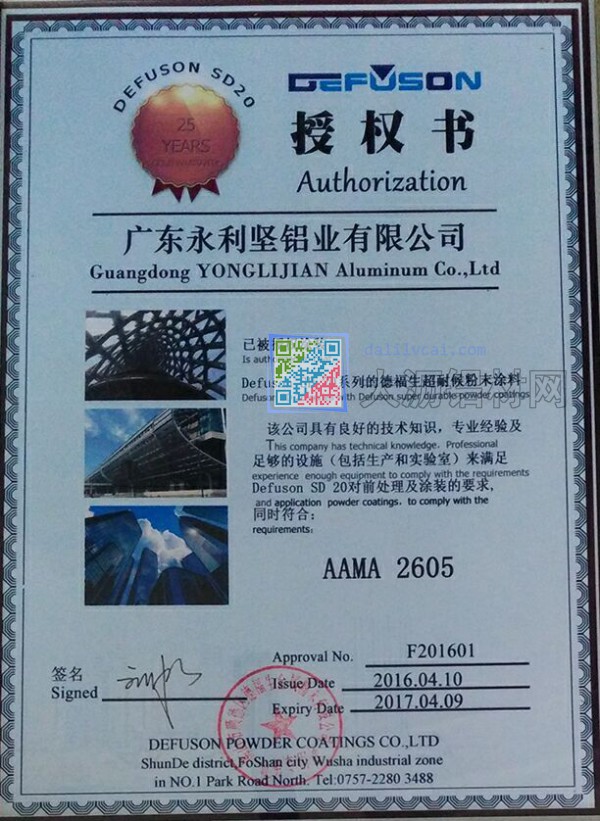 DEFUSON SD20
25
YEARS
DEFUSON
授权书
Authorization
广东永利坚铝业有限公司
Guangdong YONGLIJIAN Aluminum Co.,Ltd
已被
Is auth
dalilvcai.com
Defus 系列的德福生超耐候粉末涂料
Defus th Defuson super durable powder coatings
大沥铝材网
该公司具有良好的技术知识，专业经验及
This company has technical knowledge, Professional
足够的设施（包括生产和实验室）来满足
experience enough equipment to comply with the requirements
Defuson SD 20对前处理及涂装的要求,
and application powder coatings, to comply with the
同时符合:
requirements:
AAMA 2605
Approval No. F201601
签名
Signed
Issue Date 2016.04.10
Expiry Date 2017.04.09
DEFUSON POWDER COATINGS CO.,LTD
ShunDe district,FoShan city Wusha industrial zone
in NO.1 Park Road North. Tel:0757-2280 3488